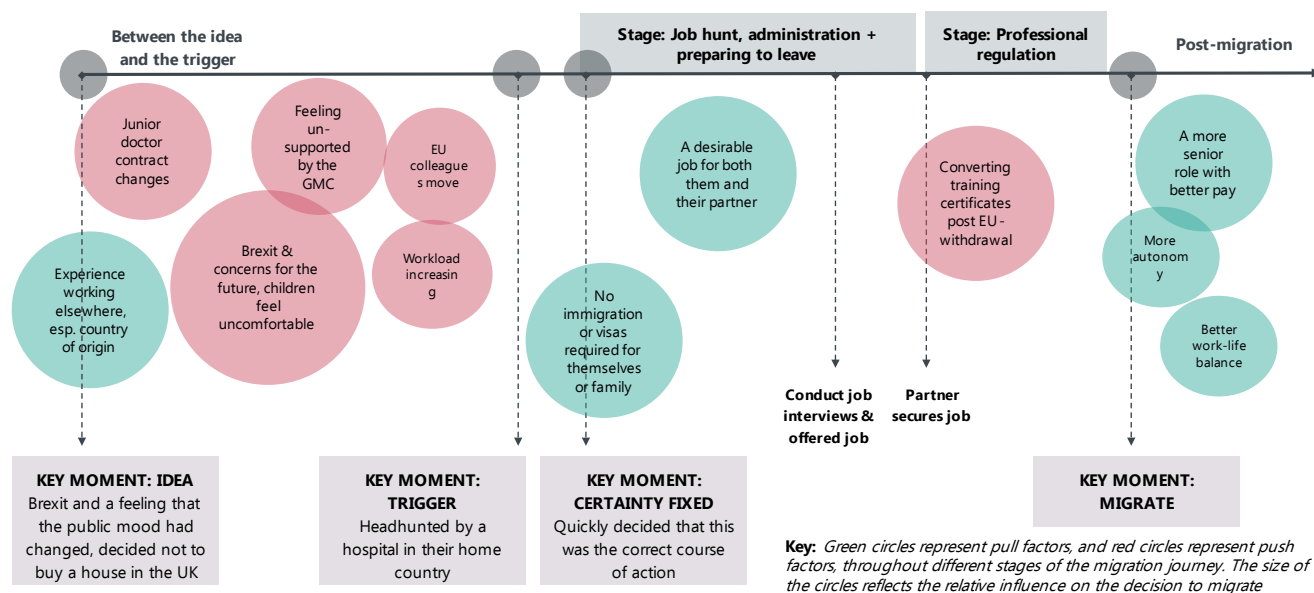 Between the idea
and the trigger
Stage: Job hunt, administration +
preparing to leave
Stage: Professional
regulation
Post-migration
Junior
doctor
contract
changes
Feeling
un-
supported
by the
GMC
EU
colleague
s move
A desirable
job for both
them and
their partner
Converting
training
certificates
post EU-
withdrawal
A more
senior
role with
better pay
Experience
working
elsewhere,
esp. country
of origin
Brexit &
concerns for the
future, children
feel
uncomfortable
Workload
increasin
g
No
immigration
or visas
required for
themselves
or family
More
autonom
y
Better
work-life
balance
Conduct job
interviews &
offered job
Partner
secures job
KEY MOMENT: IDEA
Brexit and a feeling that
the public mood had
changed, decided not to
buy a house in the UK
KEY MOMENT:
TRIGGER
Headhunted by a
hospital in their home
country
KEY MOMENT:
CERTAINTY FIXED
Quickly decided that this
was the correct course
of action
KEY MOMENT:
MIGRATE
Key: Green circles represent pull factors, and red circles represent push
factors, throughout different stages of the migration journey. The size of
the circles reflects the relative influence on the decision to migrate